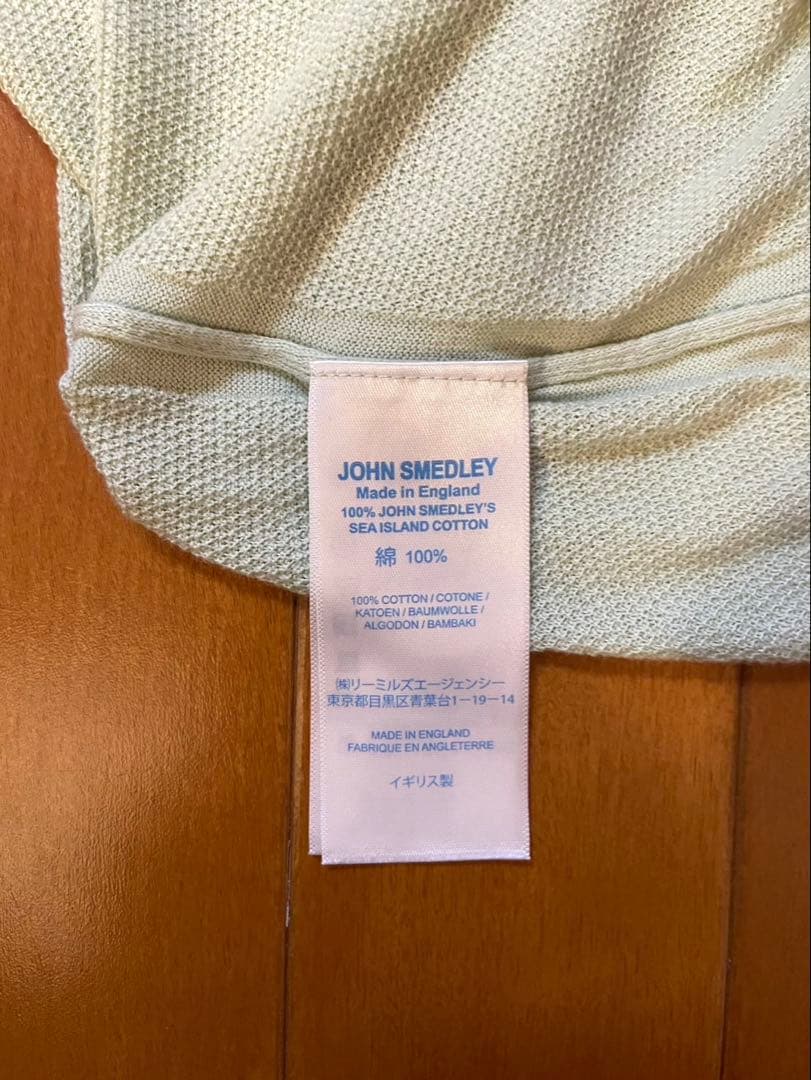 JOHN SMEDLEY
Made in England
100% JOHN SMEDLEY'S
SEA ISLAND COTTON
綿 100%
100% COTTON / COTONE /
KATOEN / BAUMWOLLE /
ALGODON / BAMBAKI
㈱リーミルズエージェンシー
東京都目黒区青葉台1－19－14
MADE IN ENGLAND
FABRIQUE EN ANGLETERRE
イギリス製